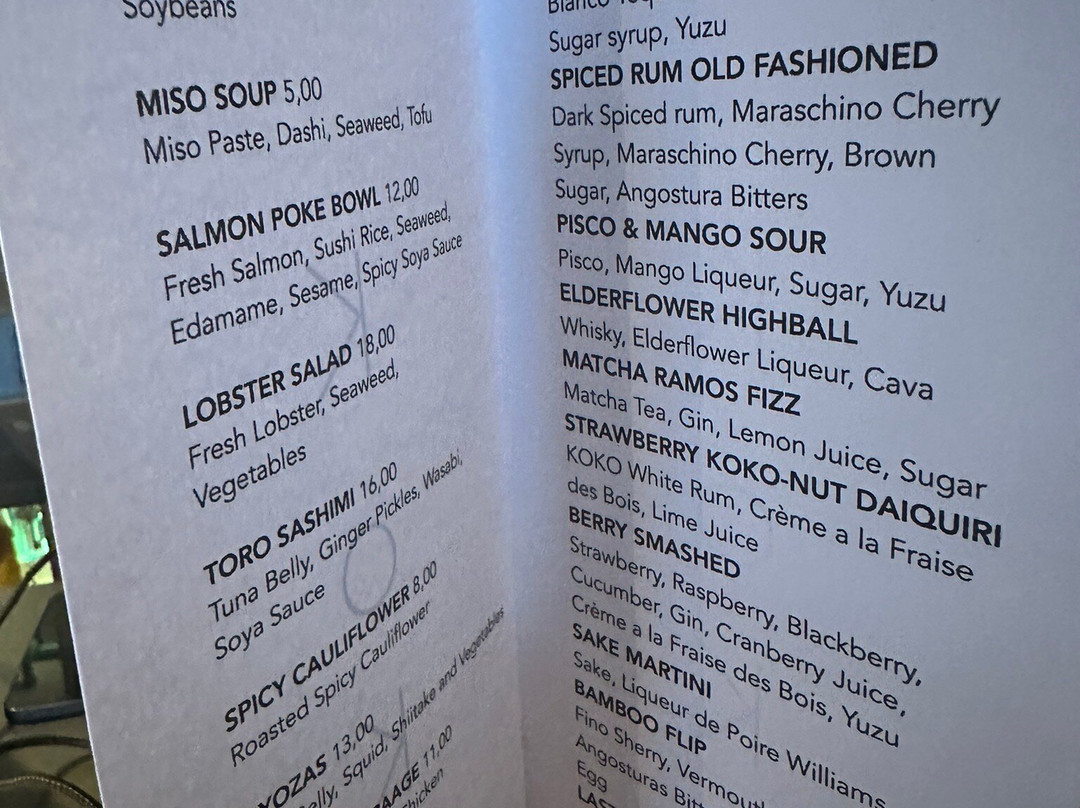 Soybeans
MISO SOUP 5,00
Miso Paste, Dashi, Seaweed, Tofu
SALMON POKE BOWL 12,00
Fresh Salmon, Sushi Rice, Seaweed,
Edamame, Sesame, Spicy Soya Sauce
LOBSTER SALAD 18,00
Fresh Lobster, Seaweed,
Vegetables
TORO SASHIMI 16,00
Tuna Belly, Ginger Pickles, Wasabi,
Soya Sauce
SPICY CAULIFLOWER 8,00
Roasted Spicy Cauliflower
13,00
Squid, Shiitake and Vegetables
11,00
Blanco
Sugar syrup, Yuzu
SPICED RUM OLD FASHIONED
Dark Spiced rum, Maraschino Cherry
Syrup, Maraschino Cherry, Brown
Sugar, Angostura Bitters
PISCO & MANGO SOUR
Pisco, Mango Liqueur, Sugar, Yuzu
ELDERFLOWER HIGHBALL
Whisky, Elderflower Liqueur, Cava
MATCHA RAMOS FIZZ
Matcha Tea, Gin, Lemon Juice, Sugar
STRAWBERRY KOKO-NUT DAIQUIRI
KOKO White Rum, Crème a la Fraise
des Bois, Lime Juice
BERRY SMASHED
Strawberry, Raspberry, Blackberry,
Cucumber, Gin, Cranberry Juice,
Crème a la Fraise des Bois, Yuzu
SAKE MARTINI
Sake, Liqueur de Poire Williams
BAMBOO FLIP
Fino Sherry,
Angosturas
Egg